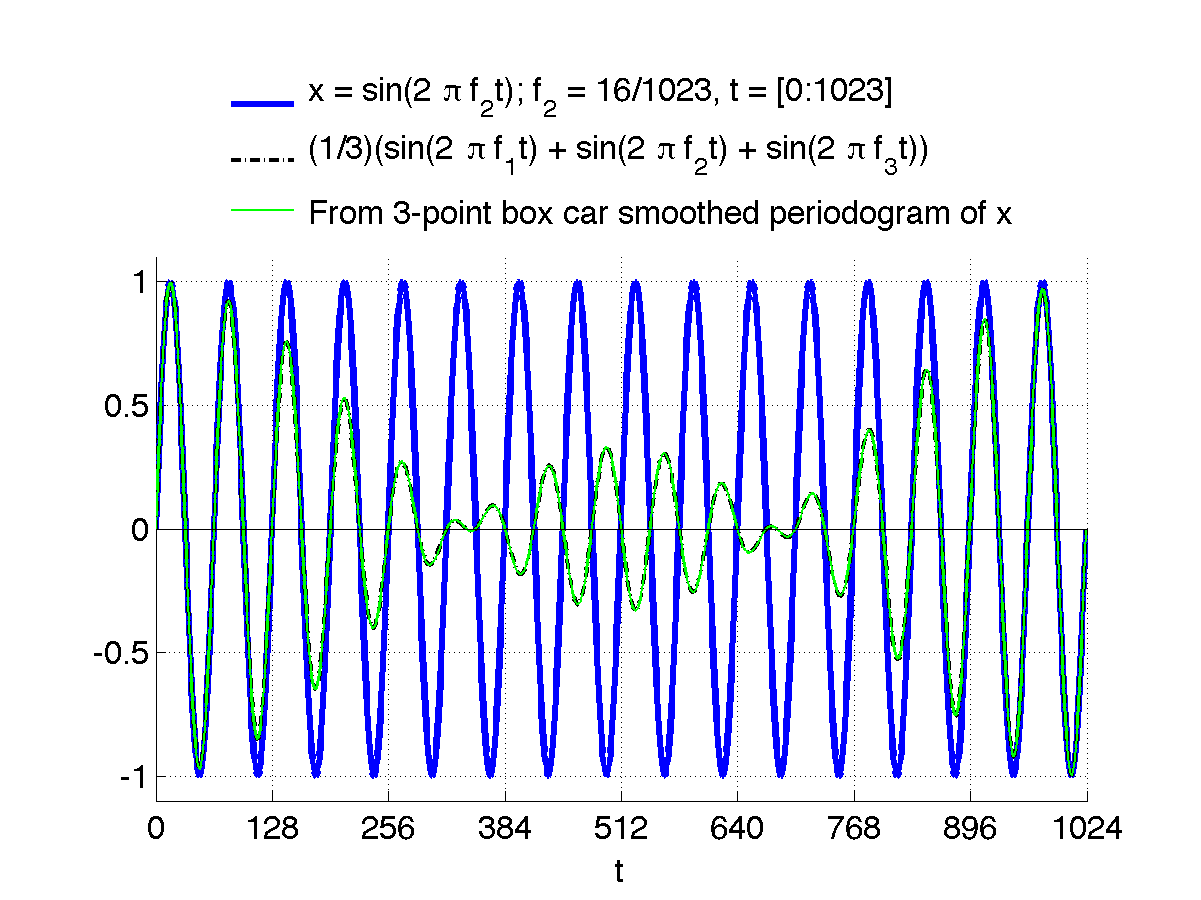 x = sin(2 π f₂t); f₂ = 16/1023, t = [0:1023]
(1/3)(sin(2 π f₁t) + sin(2 π f₂t) + sin(2 π f₃t))
From 3-point box car smoothed periodogram of x
1
0.5
0
-0.5
-1
0 128 256 384 512 640 768 896 1024
t